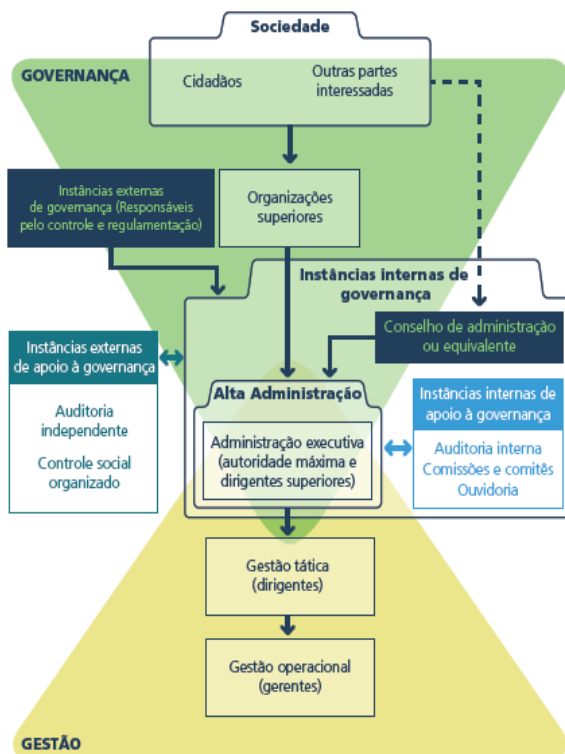 Sociedade
GOVERNANÇA
Cidadãos
Outras partes
interessadas
Instâncias externas
de governança (Responsáveis
pelo controle e regulamentação)
Organizações
superiores
Instâncias internas de
governança
Conselho de administração
ou equivalente
Instâncias externas
de apoio à governança
Auditoria
independente
Controle social
organizado
Alta Administração
Administração executiva
(autoridade máxima e
dirigentes superiores)
Instâncias internas de
apoio à governança
Auditoria interna
Comissões e comitês
Ouvidoria
Gestão tática
(dirigentes)
Gestão operacional
(gerentes)
GESTÃO